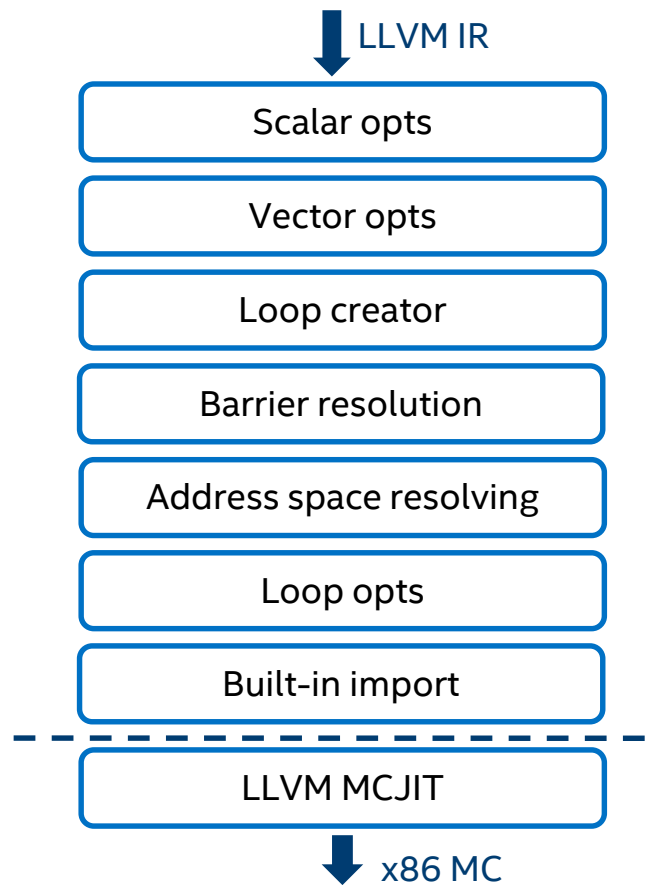 LLVM IR
Scalar opts
Vector opts
Loop creator
Barrier resolution
Address space resolving
Loop opts
Built-in import
LLVM MCJIT
x86 MC